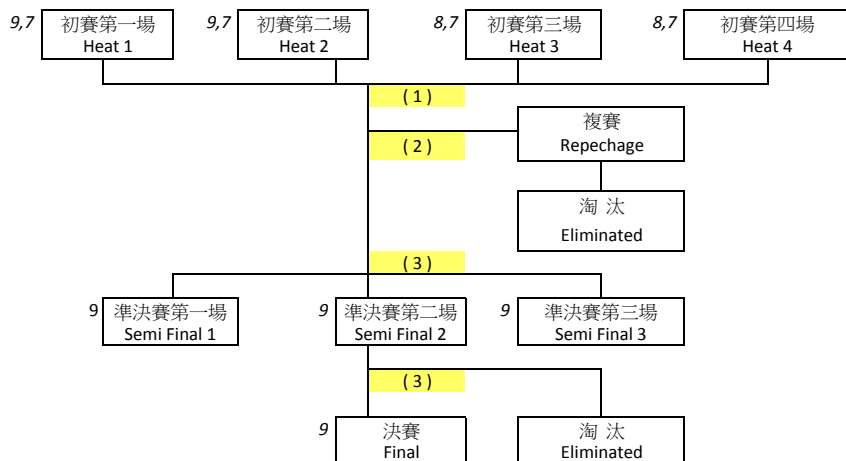 9,7
初賽第一場
Heat 1
9,7
初賽第二場
Heat 2
8,7
初賽第三場
Heat 3
8,7
初賽第四場
Heat 4
( 1 )
( 2 )
複賽
Repechage
淘 汰
Eliminated
( 3 )
9
準決賽第一場
Semi Final 1
9
準決賽第二場
Semi Final 2
9
準決賽第三場
Semi Final 3
( 3 )
9
決賽
Final
淘 汰
Eliminated